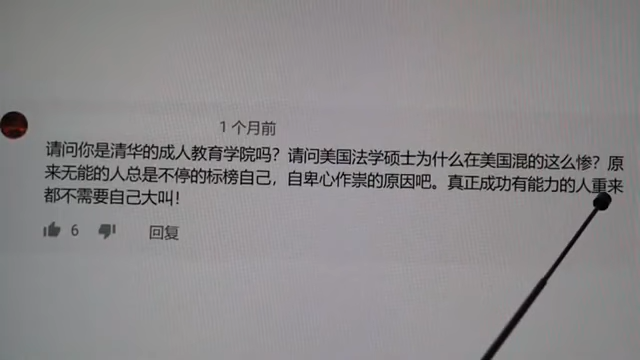 1 个月前
请问你是清华的成人教育学院吗？请问美国法学硕士为什么在美国混的这么惨？原
来无能的人总是不停的标榜自己，自卑心作祟的原因吧。真正成功有能力的人重来
都不需要自己大叫！
6 回复